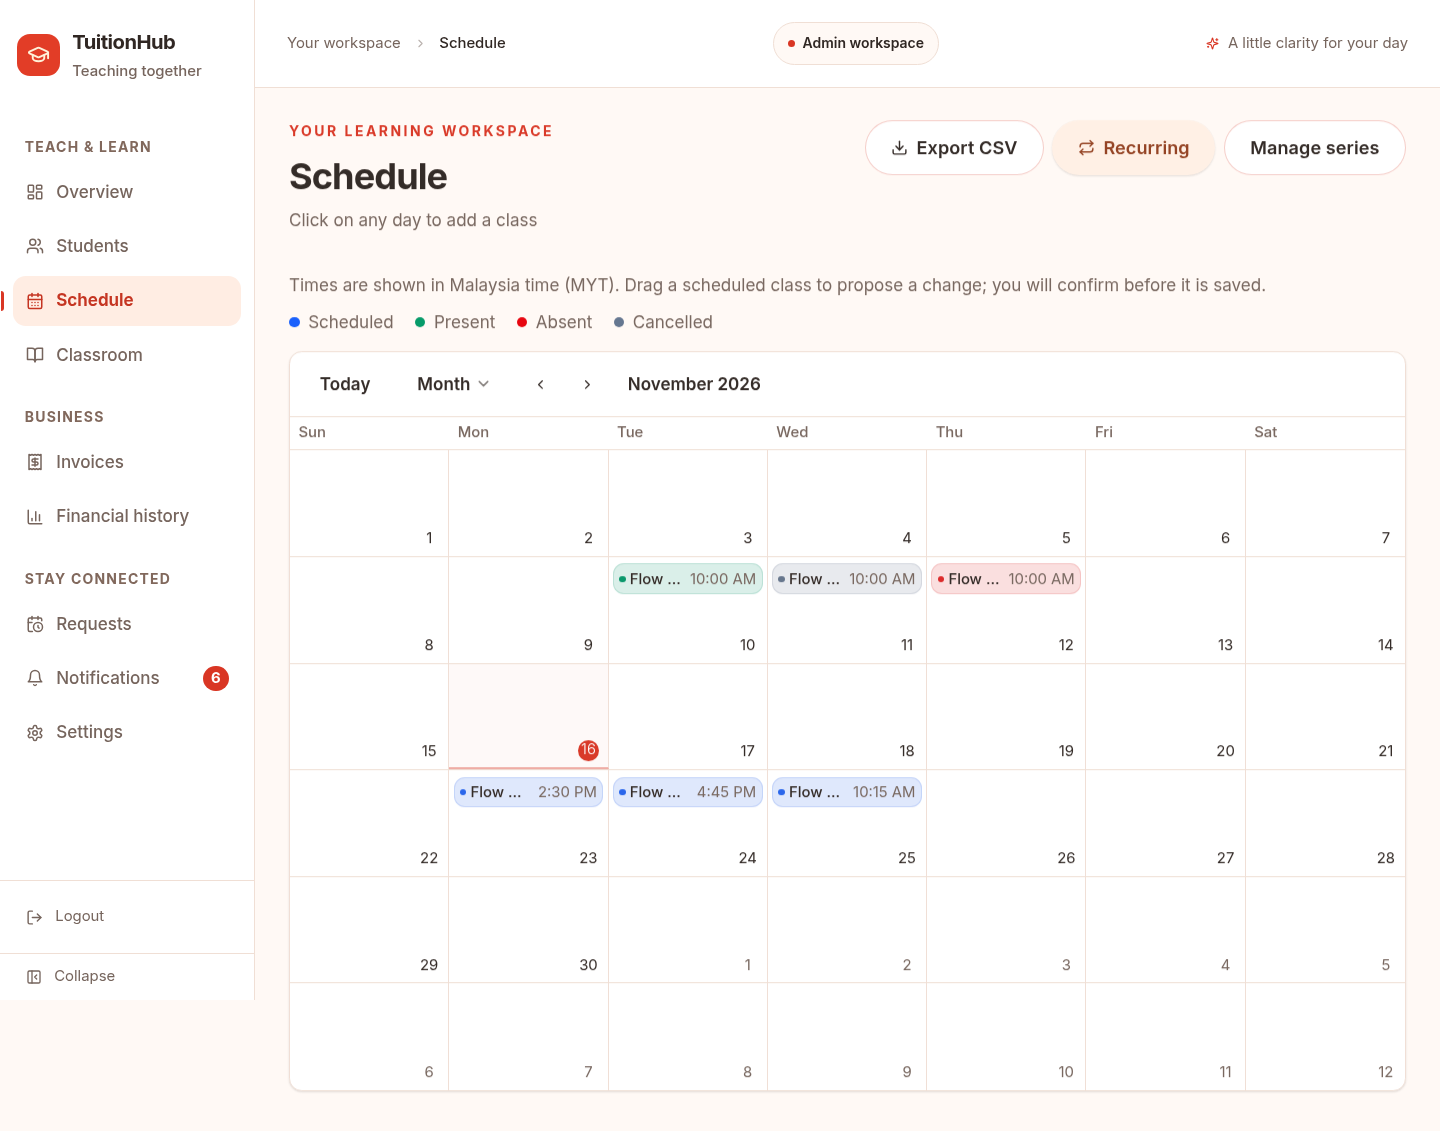 TuitionHub
Teaching together
TEACH & LEARN
Overview
Students
Schedule
Classroom
BUSINESS
Invoices
Financial history
STAY CONNECTED
Requests
Notifications 6
Settings
Logout
Collapse
Your workspace › Schedule
Admin workspace
A little clarity for your day
YOUR LEARNING WORKSPACE
Schedule
Click on any day to add a class
Export CSV
Recurring
Manage series
Times are shown in Malaysia time (MYT). Drag a scheduled class to propose a change; you will confirm before it is saved.
Scheduled Present Absent Cancelled
Today Month ‹ › November 2026
Sun Mon Tue Wed Thu Fri Sat
1 2 3 4 5 6 7
Flow ... 10:00 AM Flow ... 10:00 AM Flow ... 10:00 AM
8 9 10 11 12 13 14
15 16 17 18 19 20 21
Flow ... 2:30 PM Flow ... 4:45 PM Flow ... 10:15 AM
22 23 24 25 26 27 28
29 30 1 2 3 4 5
6 7 8 9 10 11 12